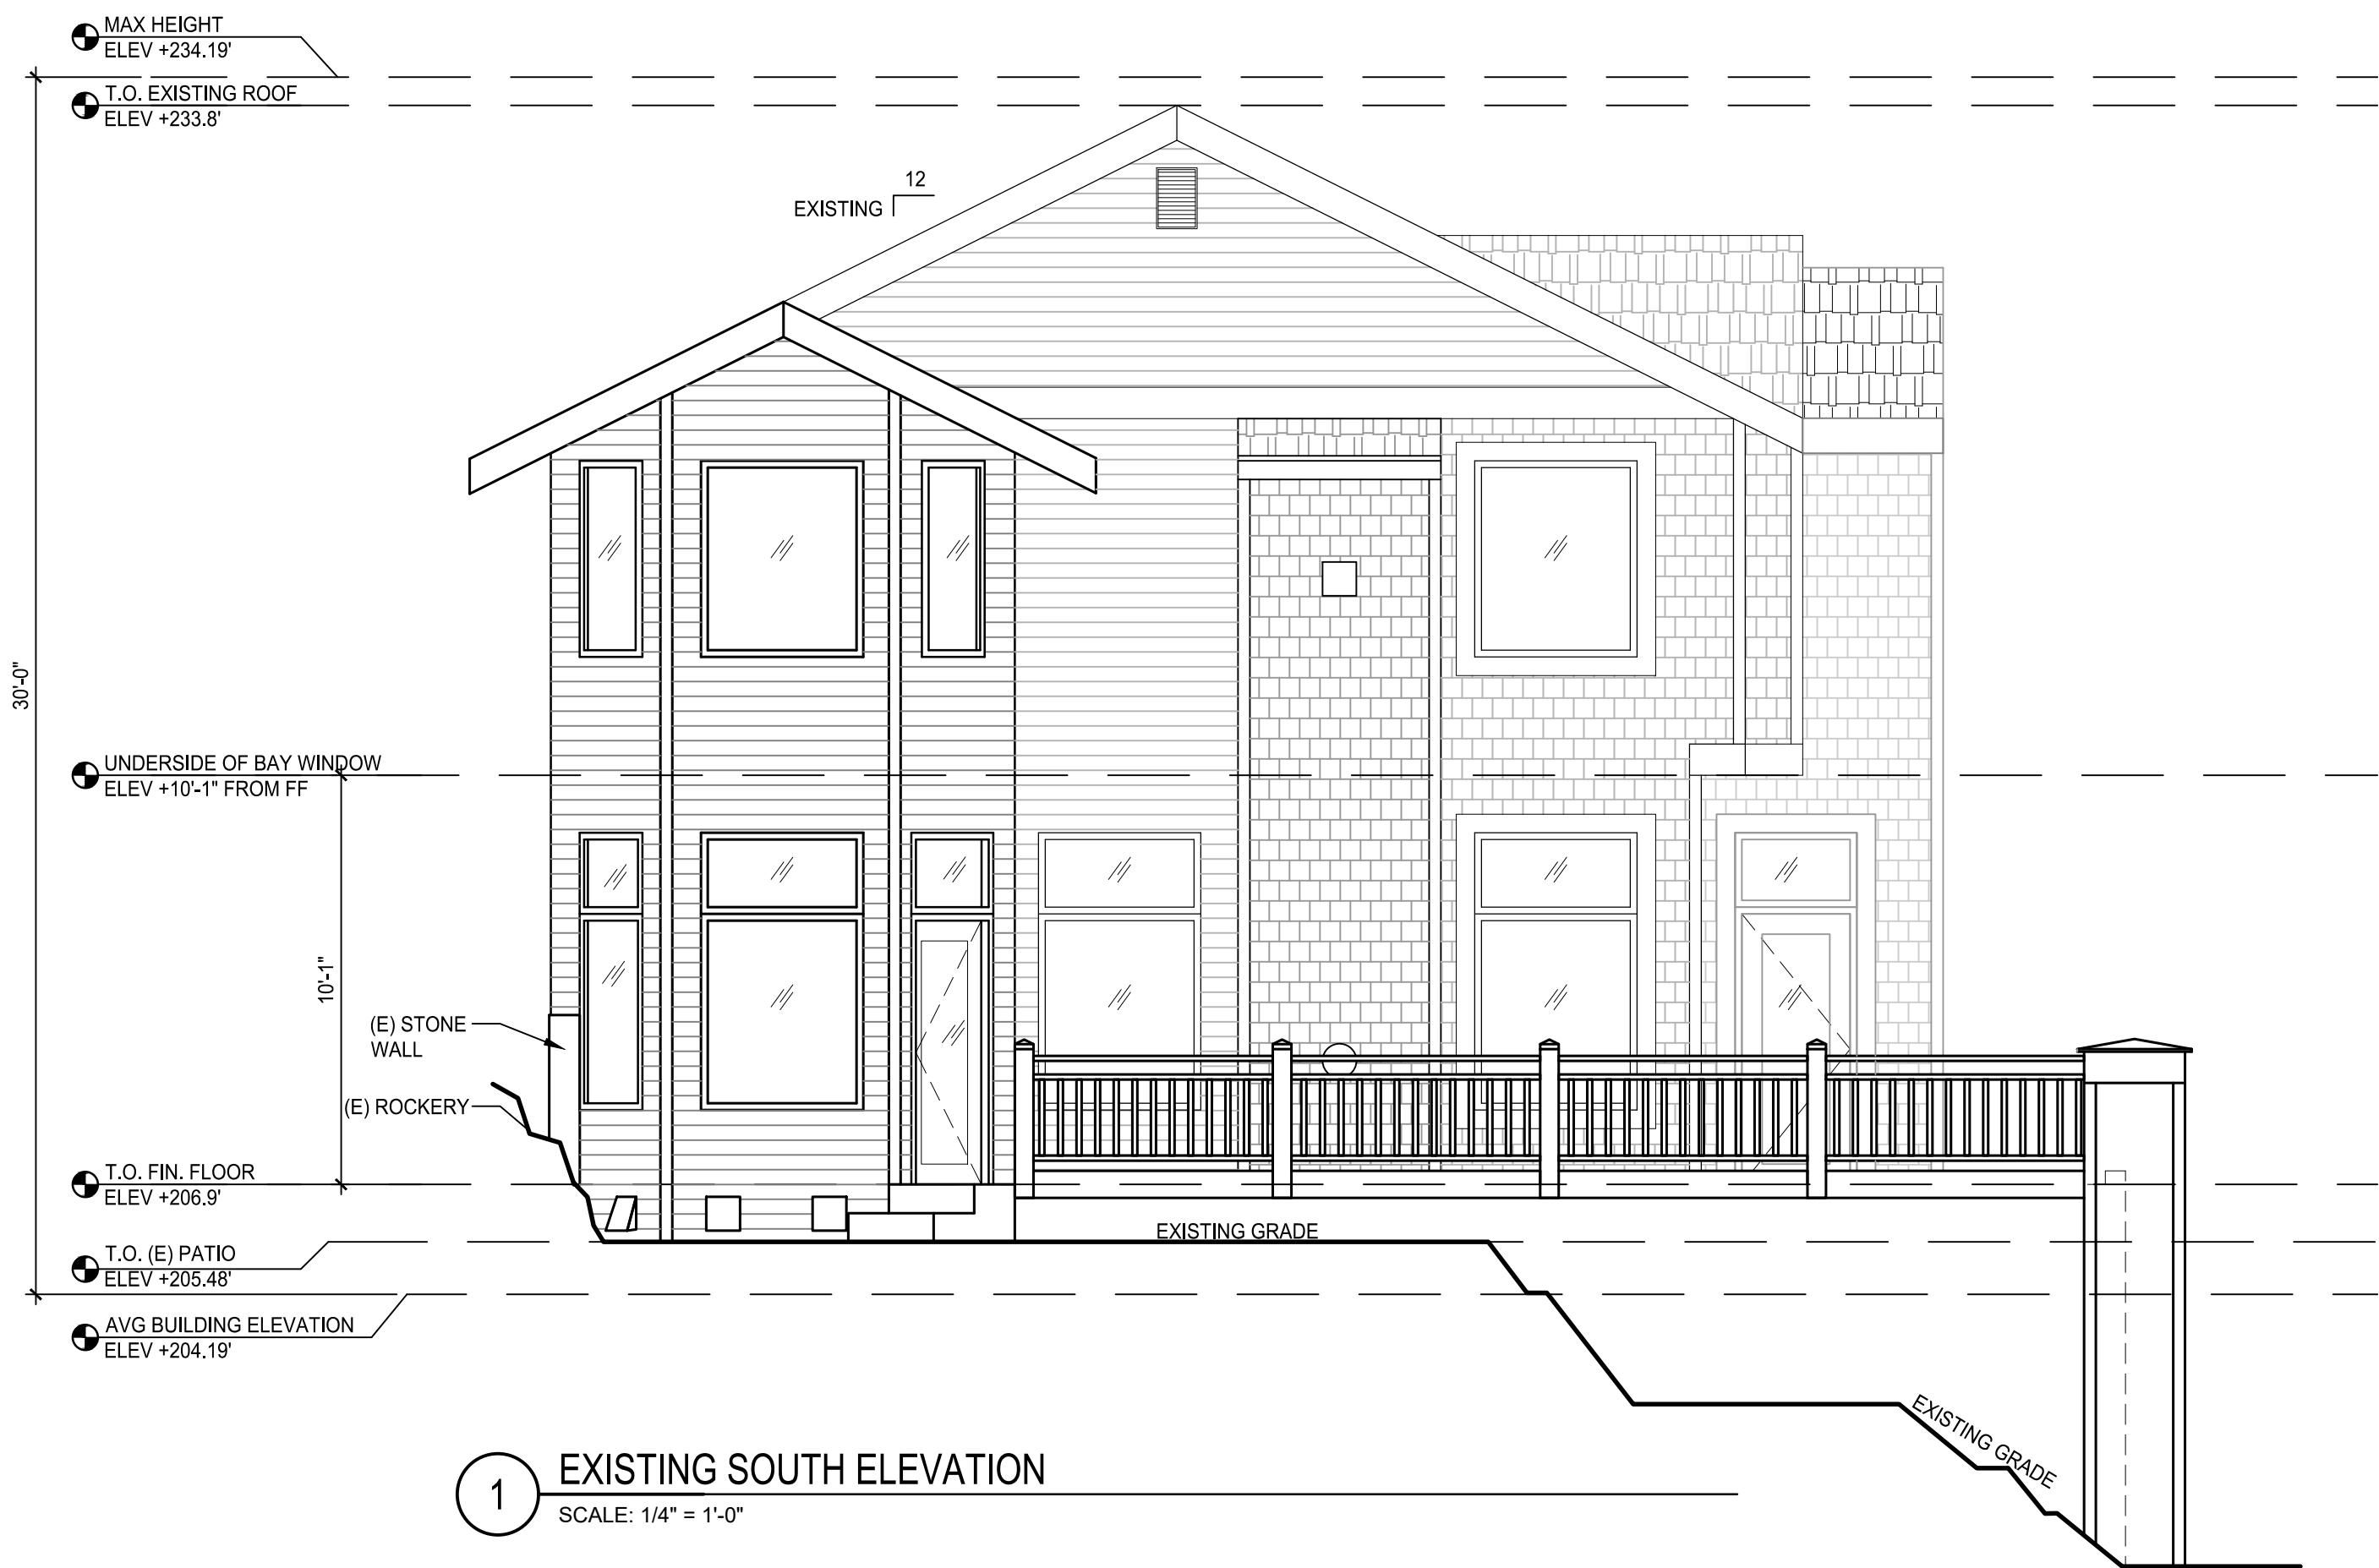 MAX HEIGHT
ELEV +234.19'
T.O. EXISTING ROOF
ELEV +233.8'
12
EXISTING
30'-0"
UNDERSIDE OF BAY WINDOW
ELEV +10'-1" FROM FF
10'-1"
(E) STONE
WALL
(E) ROCKERY
T.O. FIN. FLOOR
ELEV +206.9'
EXISTING GRADE
T.O. (E) PATIO
ELEV +205.48'
AVG BUILDING ELEVATION
ELEV +204.19'
EXISTING GRADE
1
EXISTING SOUTH ELEVATION
SCALE: 1/4" = 1'-0"